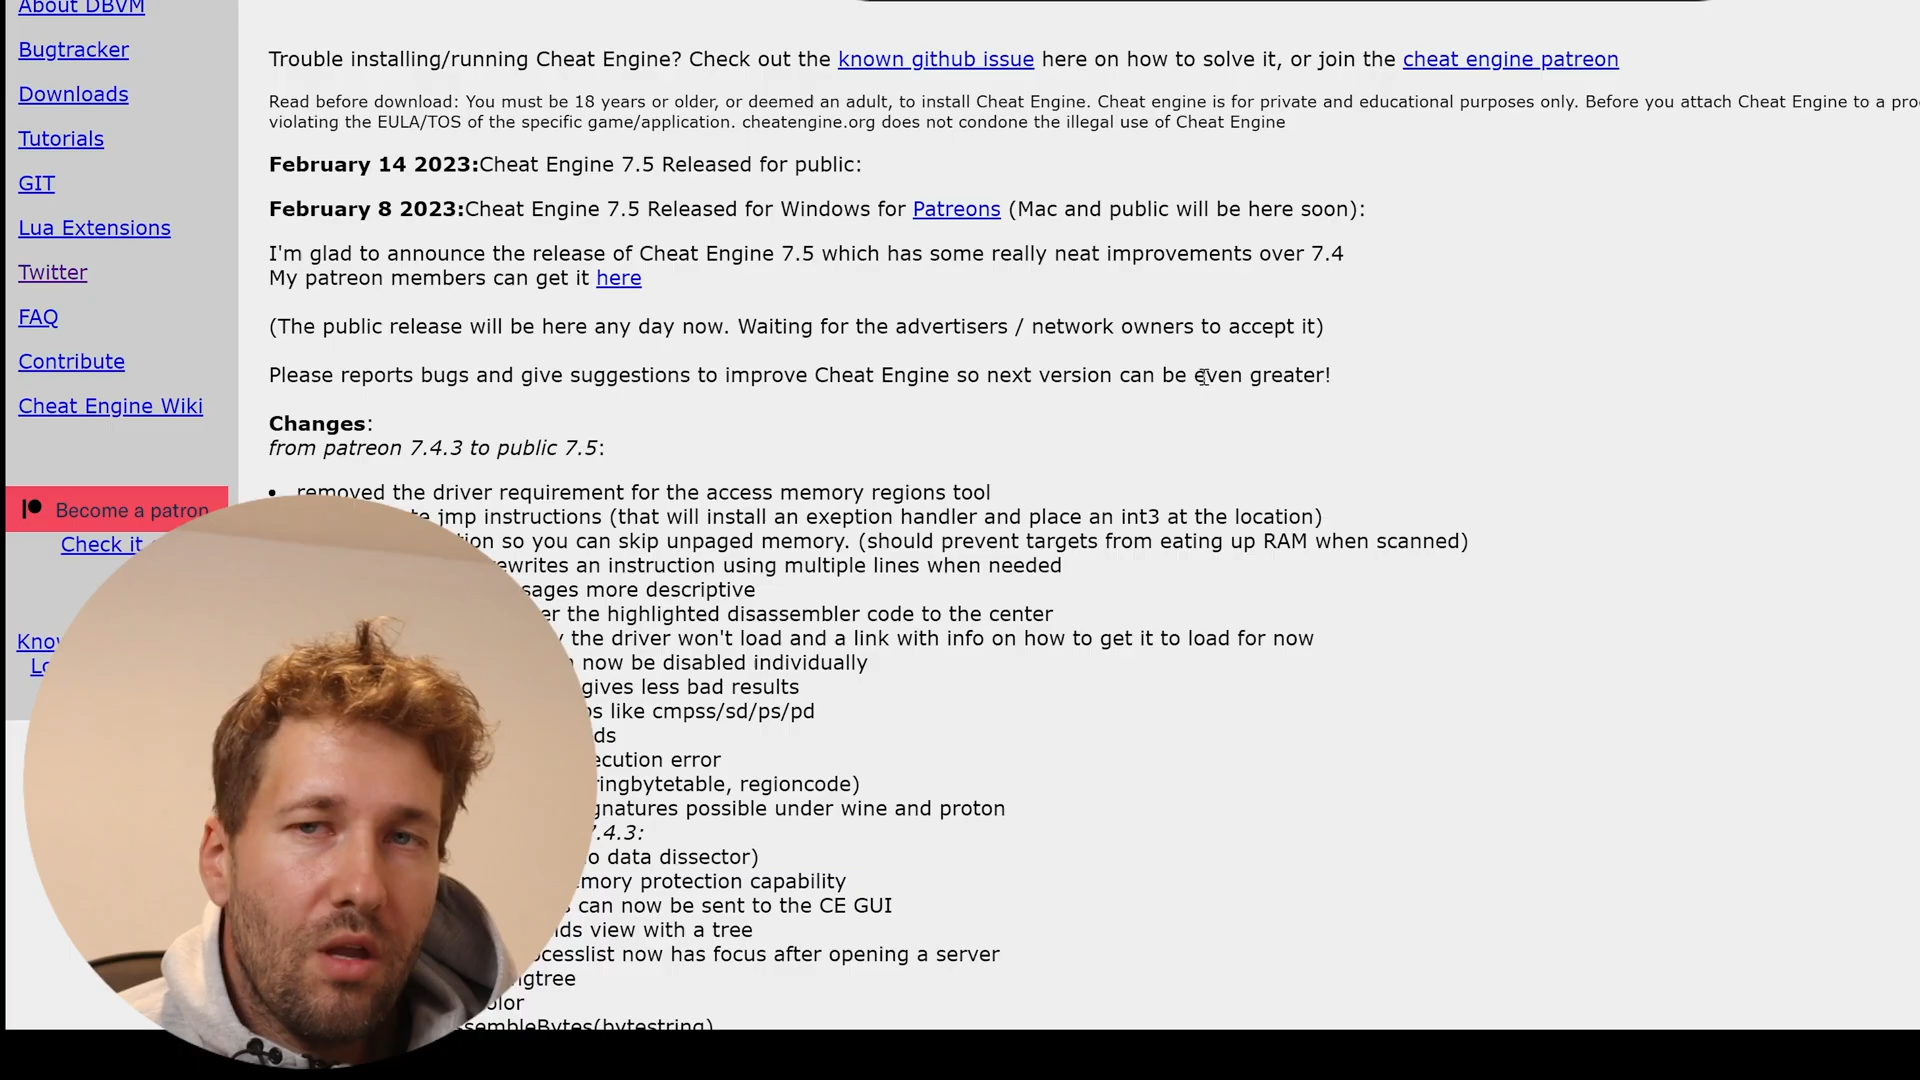 About DBVM
Bugtracker
Downloads
Tutorials
GIT
Lua Extensions
Twitter
FAQ
Contribute
Cheat Engine Wiki
Become a patron
Check it
Trouble installing/running Cheat Engine? Check out the known github issue here on how to solve it, or join the cheat engine patreon
Read before download: You must be 18 years or older, or deemed an adult, to install Cheat Engine. Cheat engine is for private and educational purposes only. Before you attach Cheat Engine to a
violating the EULA/TOS of the specific game/application. cheatengine.org does not condone the illegal use of Cheat Engine
February 14 2023:Cheat Engine 7.5 Released for public:
February 8 2023:Cheat Engine 7.5 Released for Windows for Patreons (Mac and public will be here soon):
I'm glad to announce the release of Cheat Engine 7.5 which has some really neat improvements over 7.4
My patreon members can get it here
(The public release will be here any day now. Waiting for the advertisers / network owners to accept it)
Please reports bugs and give suggestions to improve Cheat Engine so next version can be even greater!
Changes:
from patreon 7.4.3 to public 7.5:
• removed the driver requirement for the access memory regions tool
jmp instructions (that will install an exeption handler and place an int3 at the location)
so you can skip unpaged memory. (should prevent targets from eating up RAM when scanned)
rewrites an instruction using multiple lines when needed
more descriptive
the highlighted disassembler code to the center
the driver won't load and a link with info on how to get it to load for now
now be disabled individually
gives less bad results
like cmpss/sd/ps/pd
error
regioncode)
possible under wine and proton
7.4.3:
data dissector)
protection capability
can now be sent to the CE GUI
view with a tree
now has focus after opening a server